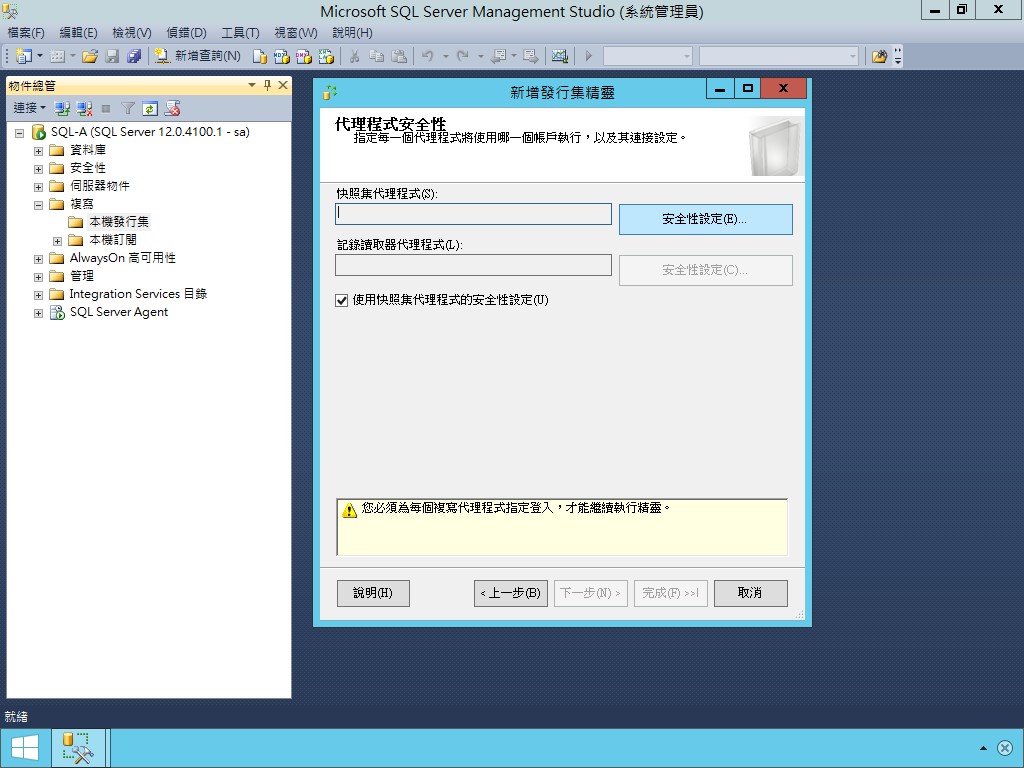 Microsoft SQL Server Management Studio (系統管理員)
檔案(F) 編輯(E) 檢視(V) 偵錯(D) 工具(T) 視窗(W) 說明(H)
新增查詢(N)
物件總管
連接
SQL-A (SQL Server 12.0.4100.1 - sa)
資料庫
安全性
伺服器物件
複寫
本機發行集
本機訂閱
AlwaysOn 高可用性
管理
Integration Services 目錄
SQL Server Agent
新增發行集精靈
代理程式安全性
指定每一個代理程式將使用哪一個帳戶執行，以及其連接設定。
快照集代理程式(S):
安全性設定(E)...
記錄讀取器代理程式(L):
安全性設定(C)...
使用快照集代理程式的安全性設定(U)
您必須為每個複寫代理程式指定登入，才能繼續執行精靈。
說明(H)
< 上一步(B)
下一步(N) >
完成(F) >>|
取消
就緒